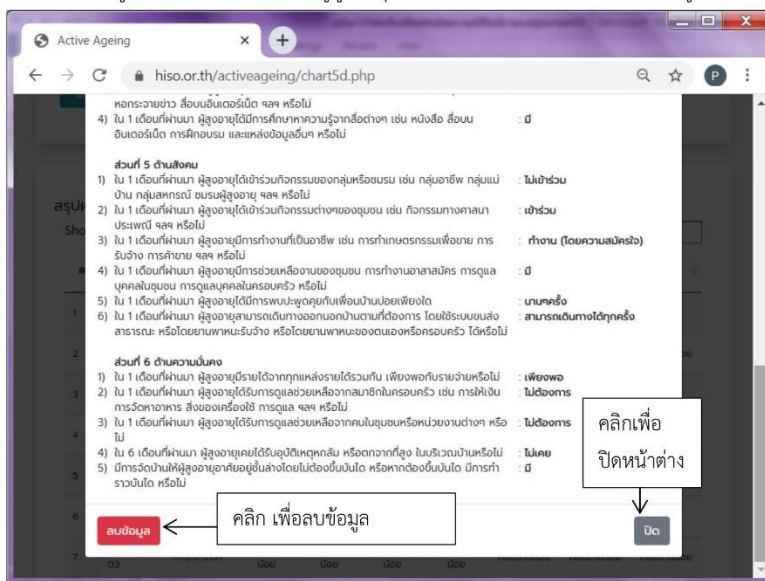 Active Ageing
hiso.or.th/activeageing/chart5d.php
P
หอกระจายข่าว สื่อบนอินเตอร์เน็ต ฯลฯ หรือไม่
4) ใน 1 เดือนที่ผ่านมา ผู้สูงอายุได้มีการศึกษาหาความรู้จากสื่อต่างๆ เช่น หนังสือ สื่อบน : มี
อินเตอร์เน็ต การฝึกอบรม และแหล่งข้อมูลอื่นๆ หรือไม่
ส่วนที่ 5 ด้านสังคม
1) ใน 1 เดือนที่ผ่านมา ผู้สูงอายุได้เข้าร่วมกิจกรรมของกลุ่มหรือชมรม เช่น กลุ่มอาชีพ กลุ่มแม่ : ไม่เข้าร่วม
บ้าน กลุ่มสหกรณ์ ชมรมผู้สูงอายุ ฯลฯ หรือไม่
2) ใน 1 เดือนที่ผ่านมา ผู้สูงอายุได้เข้าร่วมกิจกรรมต่างๆของชุมชน เช่น กิจกรรมทางศาสนา : เข้าร่วม
ประเพณี ฯลฯ หรือไม่
3) ใน 1 เดือนที่ผ่านมา ผู้สูงอายุมีการทำงานที่เป็นอาชีพ เช่น การทำเกษตรกรรมเพื่อขาย การ : ทำงาน (โดยความสมัครใจ)
รับจ้าง การค้าขาย ฯลฯ หรือไม่
4) ใน 1 เดือนที่ผ่านมา ผู้สูงอายุมีการช่วยเหลืองานของชุมชน การทำงานอาสาสมัคร การดูแล : มี
บุคคลในชุมชน การดูแลบุคคลในครอบครัว หรือไม่
5) ใน 1 เดือนที่ผ่านมา ผู้สูงอายุได้มีการพบปะพูดคุยกับเพื่อนบ้านบ่อยเพียงใด : นานๆครั้ง
6) ใน 1 เดือนที่ผ่านมา ผู้สูงอายุสามารถเดินทางออกนอกบ้านตามที่ต้องการ โดยใช้ระบบขนส่ง : สามารถเดินทางได้ทุกครั้ง
สาธารณะ หรือโดยยานพาหนะรับจ้าง หรือโดยยานพาหนะของตนเองหรือครอบครัว ได้หรือไม่
ส่วนที่ 6 ด้านความมั่นคง
1) ใน 1 เดือนที่ผ่านมา ผู้สูงอายุมีรายได้จากทุกแหล่งรายได้รวมกัน เพียงพอกับรายจ่ายหรือไม่ : เพียงพอ
2) ใน 1 เดือนที่ผ่านมา ผู้สูงอายุได้รับการดูแลช่วยเหลือจากสมาชิกในครอบครัว เช่น การให้เงิน : ไม่ต้องการ
การจัดหาอาหาร สิ่งของเครื่องใช้ การดูแล ฯลฯ หรือไม่
3) ใน 1 เดือนที่ผ่านมา ผู้สูงอายุได้รับการดูแลช่วยเหลือจากคนในชุมชนหรือหน่วยงานต่างๆ หรือ : ไม่ต้องการ
ไม่
4) ใน 6 เดือนที่ผ่านมา ผู้สูงอายุเคยได้รับอุบัติเหตุหกล้ม หรือตกจากที่สูง ในบริเวณบ้านหรือไม่ : ไม่เคย
5) มีการจัดบ้านให้ผู้สูงอายุอาศัยอยู่ชั้นล่างโดยไม่ต้องขึ้นบันได หรือหากต้องขึ้นบันได มีการทำ : มี
ราวบันได หรือไม่
คลิกเพื่อ
ปิดหน้าต่าง
คลิก เพื่อลบข้อมูล
ลบข้อมูล
ปิด
สรุป
Sho
#
1
2
3
4
5
6
7
03
น้อย น้อย น้อย น้อย